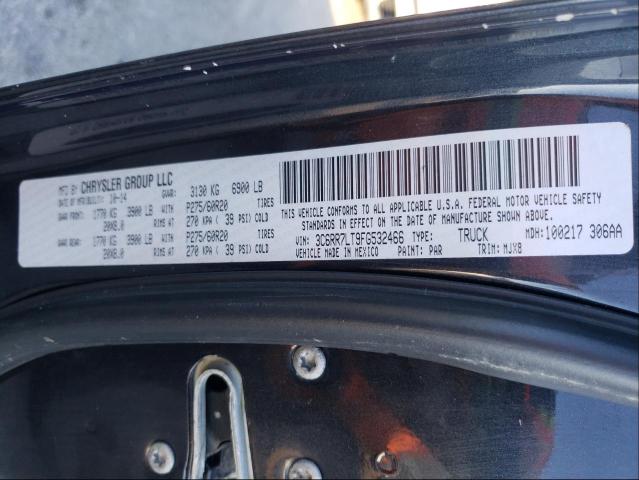 MFD BY CHRYSLER GROUP LLC
DATE OF MFR 10-14 GVWR: 3130 KG 6900 LB
GAWR FRONT: 1770 KG 3900 LB P275/60R20 TIRES
20X8.0 RIMS AT 270 KPA ( 39 PSI) COLD
GAWR REAR: 1770 KG 3900 LB P275/60R20 TIRES
20X8.0 RIMS AT 270 KPA ( 39 PSI) COLD
THIS VEHICLE CONFORMS TO ALL APPLICABLE U.S.A. FEDERAL MOTOR VEHICLE SAFETY
STANDARDS IN EFFECT ON THE DATE OF MANUFACTURE SHOWN ABOVE.
VIN: 3C6RR7LT9FG532466 TYPE: TRUCK MDH: 100217 306AA
VEHICLE MADE IN MEXICO PAINT: PAR TRIM: MJX8